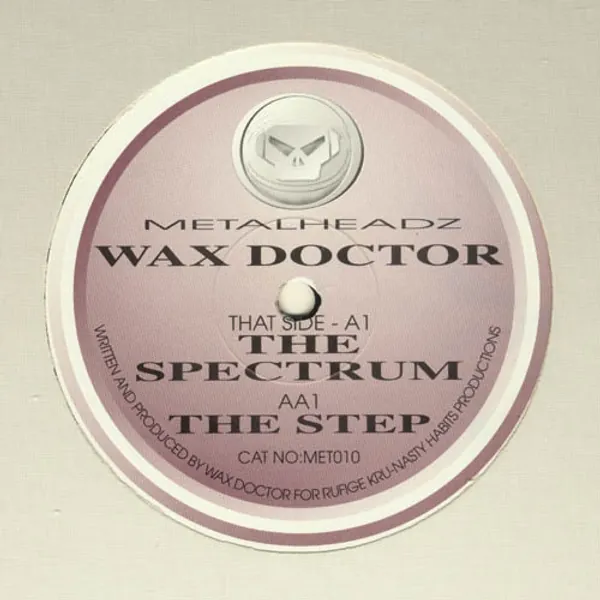 METALHEADZ
WAX DOCTOR
THAT SIDE - A1
THE
SPECTRUM
AA1
THE STEP
CAT NO:MET010
WRITTEN AND PRODUCED BY WAX DOCTOR FOR RUFIGE KRU-NASTY HABITS PRODUCTIONS